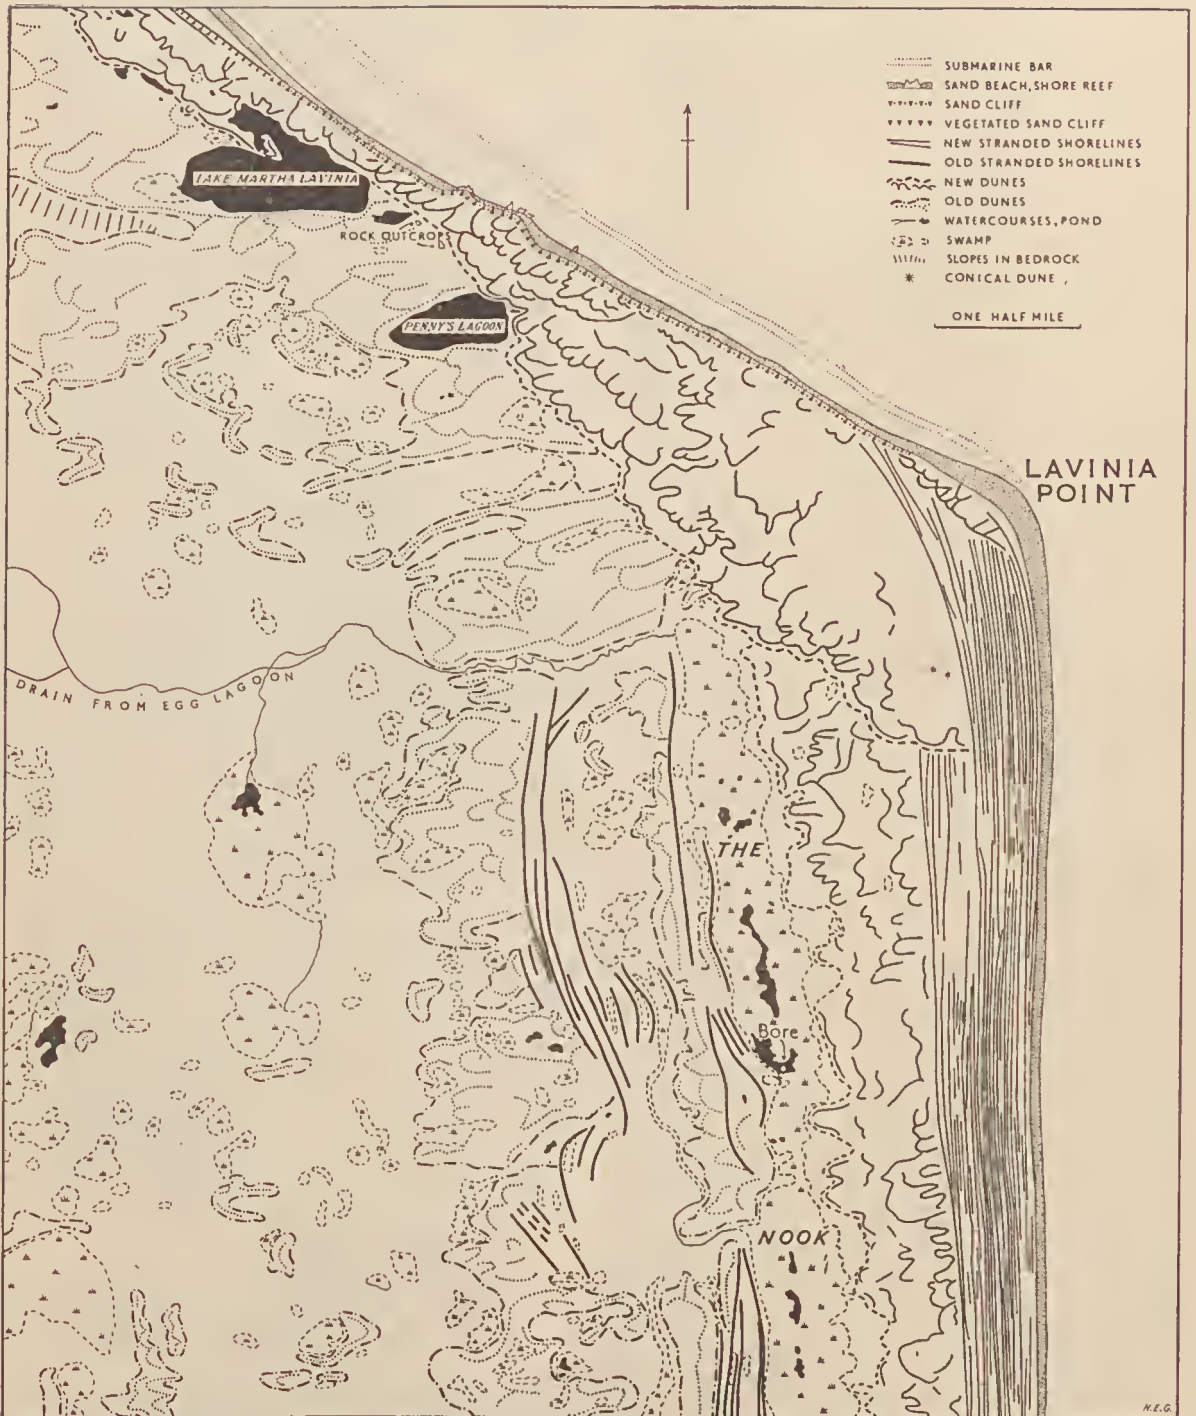 SUBMARINE BAR
SAND BEACH, SHORE REEF
SAND CLIFF
VEGETATED SAND CLIFF
NEW STRANDED SHORELINES
OLD STRANDED SHORELINES
NEW DUNES
OLD DUNES
WATERCOURSES, POND
SWAMP
SLOPES IN BEDROCK
CONICAL DUNE
ONE HALF MILE
LAKE MARTHA LAVINIA
ROCK OUTCROPS
PENNY'S LAGOON
LAVINIA
POINT
DRAIN FROM EGG LAGOON
THE
Bore
NOOK
N.E.G.